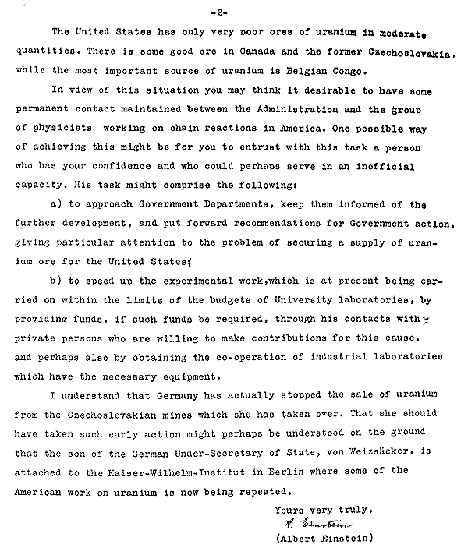 -2-
The United States has only very poor ores of uranium in moderate
quantities. There is some good ore in Canada and the former Czechoslovakia,
while the most important source of uranium is Belgian Congo.
In view of this situation you may think it desirable to have some
permanent contact maintained between the Administration and the group
of physicists working on chain reactions in America. One possible way
of achieving this might be for you to entrust with this task a person
who has your confidence and who could perhaps serve in an inofficial
capacity. His task might comprise the following:
a) to approach Government Departments, keep them informed of the
further development, and put forward recommendations for Government action,
giving particular attention to the problem of securing a supply of uran-
ium ore for the United States;
b) to speed up the experimental work,which is at present being car-
ried on within the limits of the budgets of University laboratories, by
providing funds, if such funds be required, through his contacts with
private persons who are willing to make contributions for this cause,
and perhaps also by obtaining the co-operation of industrial laboratories
which have the necessary equipment.
I understand that Germany has actually stopped the sale of uranium
from the Czechoslovakian mines which she has taken over. That she should
have taken such early action might perhaps be understood on the ground
that the son of the German Under-Secretary of State, von Weizsäcker, is
attached to the Kaiser-Wilhelm-Institut in Berlin where some of the
American work on uranium is now being repeated.
Yours very truly,
A. Einstein
(Albert Einstein)